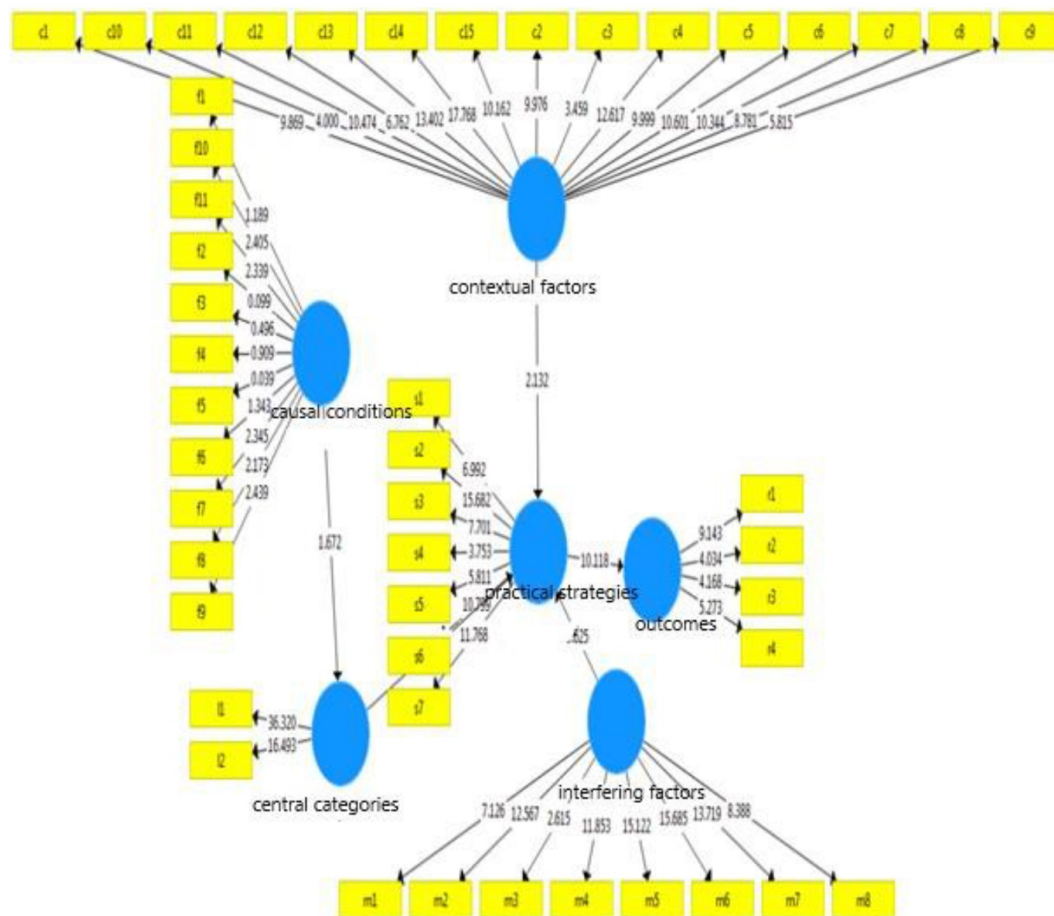 c1 c10 c11 c12 c13 c14 c15 c2 c3 c4 c5 c6 c7 c8 c9
9.869 4.000 10.474 6.762 13.402 17.768 10.162 9.976 3.459 12.617 9.999 10.601 10.344 8.781 5.815
contextual factors
f1
f10
f11
f2
f3
f4
f5
f6
f7
f8
f9
1.189
2.405
2.339
0.099
0.496
0.909
0.039
1.343
2.345
2.173
2.439
causal conditions
2.132
1.672
s1
s2
s3
s4
s5
s6
s7
6.992
15.682
7.701
3.753
5.811
10.799
11.768
practical strategies
10.118
outcomes
9.143
4.034
4.168
5.273
r1
r2
r3
r4
.625
l1
l2
36.320
16.493
central categories
interfering factors
7.126 12.567 2.615 11.853 15.122 15.685 13.719 8.388
m1 m2 m3 m4 m5 m6 m7 m8